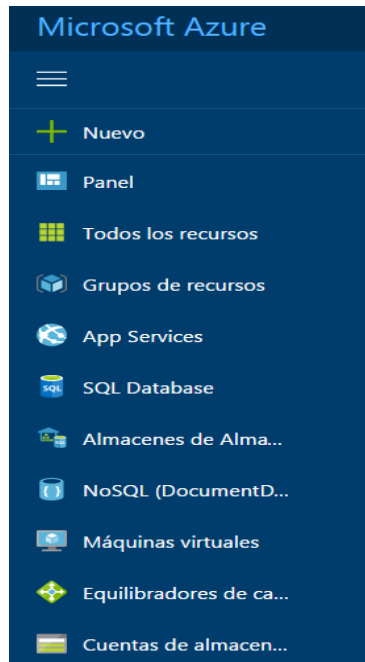 Microsoft Azure
Nuevo
Panel
Todos los recursos
Grupos de recursos
App Services
SQL
SQL Database
Almacenes de Alma...
NoSQL (DocumentD...
Máquinas virtuales
Equilibradores de ca...
Cuentas de almacen...